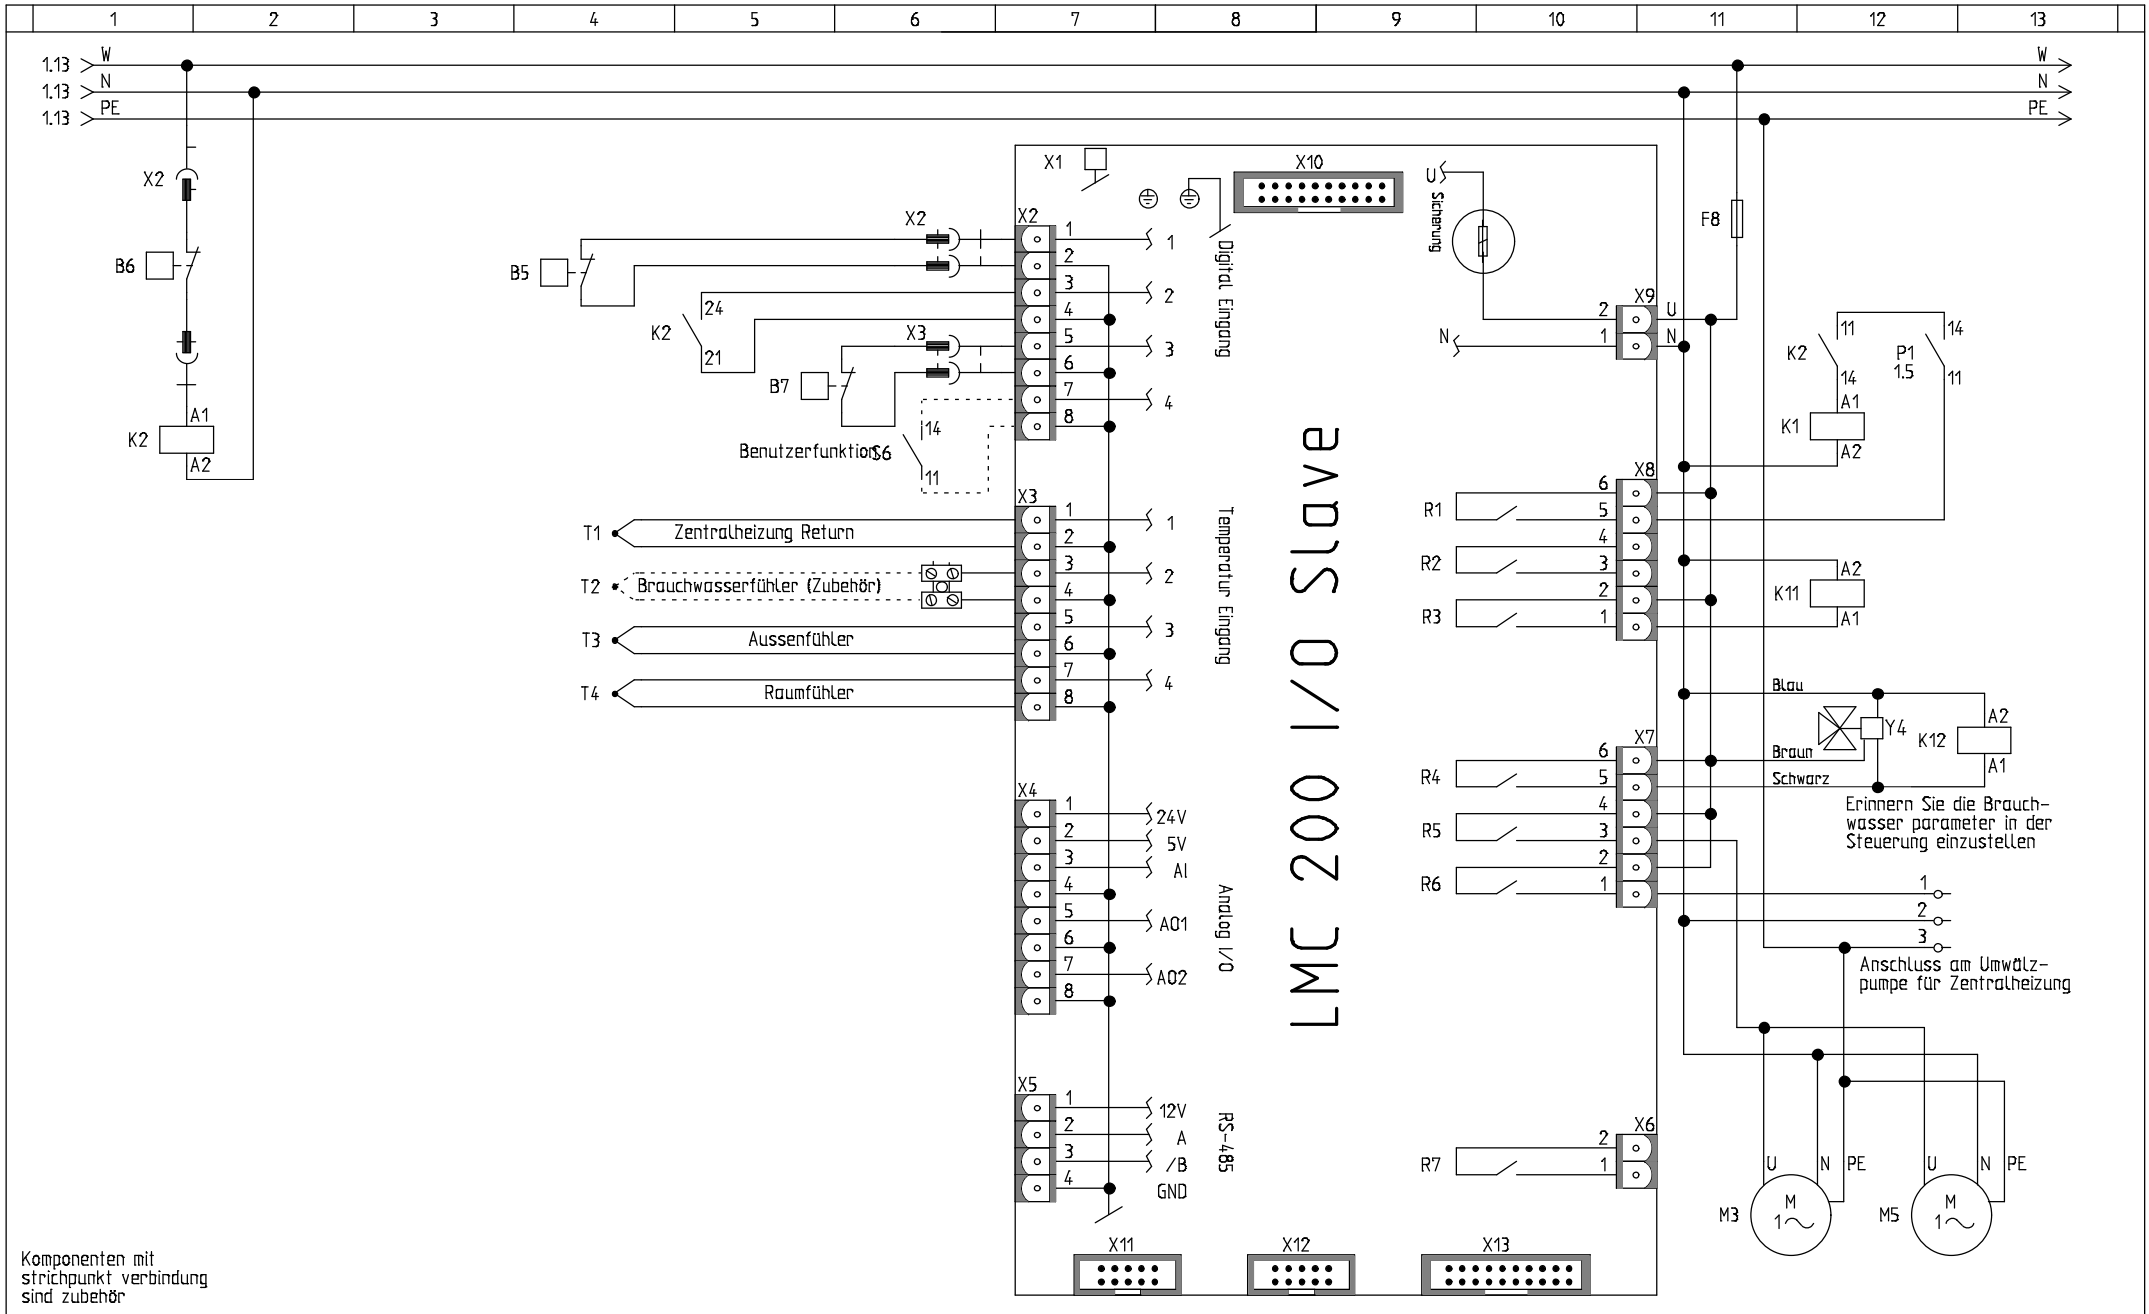 1 2 3 4 5 6 7 8 9 10 11 12 13
1.13 W W
1.13 N N
1.13 PE PE
X2
B6
K2 A1
A2
B5
X2
K2 24
21
X3
B7
Benutzerfunktion S6
14
11
T1 Zentralheizung Return
T2 Brauchwasserfühler (Zubehör)
T3 Aussenfühler
T4 Raumfühler
X1
X10
X2
1 1
2
3 2
4
5 3
6
7 4
8
Digital Eingang
X3
1 1
2
3 2
4
5 3
6
7 4
8
Temperatur Eingang
X4
1 24V
2 5V
3 AI
4
5 AO1
6
7 AO2
8
Analog I/O
X5
1 12V
2 A
3 /B
4 GND
RS-485
LMC 200 I/O Slave
X11
X12
X13
U
Sicherung
N
X9
2 U
1 N
X8
R1 6
5
R2 4
3
R3 2
1
X7
R4 6
5
R5 4
3
R6 2
1
X6
R7 2
1
F8
K2 11
14
P1
1.5
14
11
K1 A1
A2
K11 A2
A1
Blau
Braun
Schwarz
Y4
K12 A2
A1
Erinnern Sie die Brauch-
wasser parameter in der
Steuerung einzustellen
1
2
3
Anschluss am Umwälz-
pumpe für Zentralheizung
U N PE
M3 M
1
U N PE
M5 M
1
Komponenten mit
strichpunkt verbindung
sind zubehör